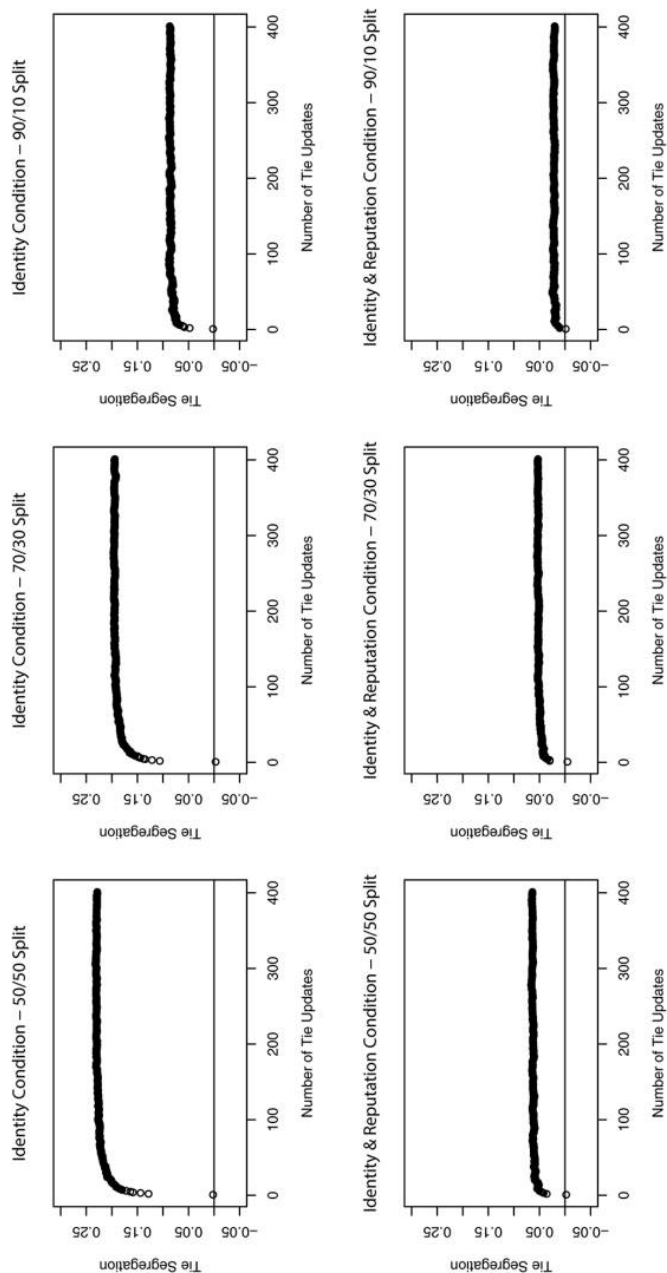 Identity Condition – 50/50 Split
Tie Segregation
0.25
0.15
0.05
−0.05
0 100 200 300 400
Number of Tie Updates
Identity Condition – 70/30 Split
Tie Segregation
0.25
0.15
0.05
−0.05
0 100 200 300 400
Number of Tie Updates
Identity Condition – 90/10 Split
Tie Segregation
0.25
0.15
0.05
−0.05
0 100 200 300 400
Number of Tie Updates
Identity & Reputation Condition – 50/50 Split
Tie Segregation
0.25
0.15
0.05
−0.05
0 100 200 300 400
Number of Tie Updates
Identity & Reputation Condition – 70/30 Split
Tie Segregation
0.25
0.15
0.05
−0.05
0 100 200 300 400
Number of Tie Updates
Identity & Reputation Condition – 90/10 Split
Tie Segregation
0.25
0.15
0.05
−0.05
0 100 200 300 400
Number of Tie Updates